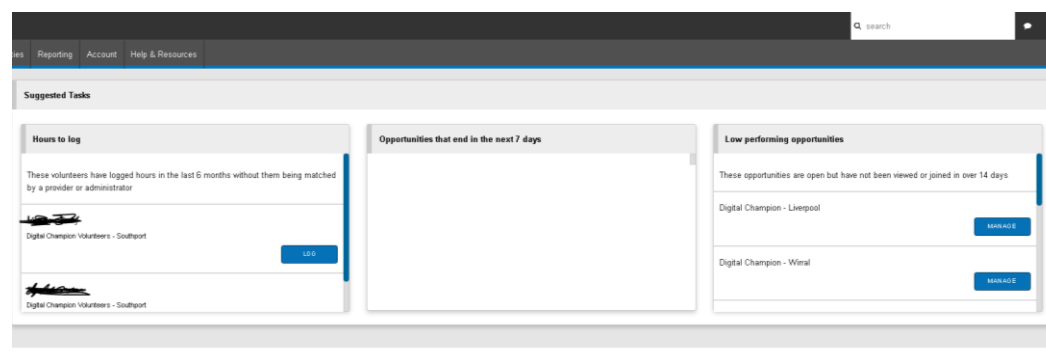 search
ies Reporting Account Help & Resources
Suggested Tasks
Hours to log
These volunteers have logged hours in the last 6 months without them being matched
by a provider or administrator
Digital Champion Volunteers - Southport
LOG
Digital Champion Volunteers - Southport
Opportunities that end in the next 7 days
Low performing opportunities
These opportunities are open but have not been viewed or joined in over 14 days
Digital Champion - Liverpool
MANAGE
Digital Champion - Wirral
MANAGE